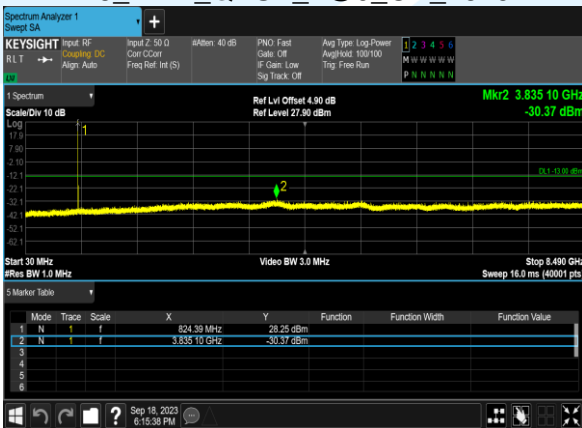 Spectrum Analyzer 1
Swept SA
+
KEYSIGHT
RLT
LW
Input: RF
Coupling: DC
Align: Auto
Input Z: 50 Ω
Corr CCorr
Freq Ref: Int (S)
#Atten: 40 dB
PNO: Fast
Gate: Off
IF Gain: Low
Sig Track: Off
Avg Type: Log-Power
Avg|Hold: 100/100
Trig: Free Run
1 2 3 4 5 6
M W W W W W
P N N N N N
1 Spectrum
Scale/Div 10 dB
Ref Lvl Offset 4.90 dB
Ref Level 27.90 dBm
Mkr2 3.835 10 GHz
-30.37 dBm
Log
17.9
7.90
-2.10
-12.1
-22.1
-32.1
-42.1
-52.1
-62.1
1
2
DL1 -13.00 dBm
Start 30 MHz
#Res BW 1.0 MHz
Video BW 3.0 MHz
Stop 8.490 GHz
Sweep 16.0 ms (40001 pts
5 Marker Table
Mode Trace Scale X Y Function Function Width Function Value
1 N 1 f 824.39 MHz 28.25 dBm
2 N 1 f 3.835 10 GHz -30.37 dBm
3
4
5
6
?
Sep 18, 2023
6:15:38 PM